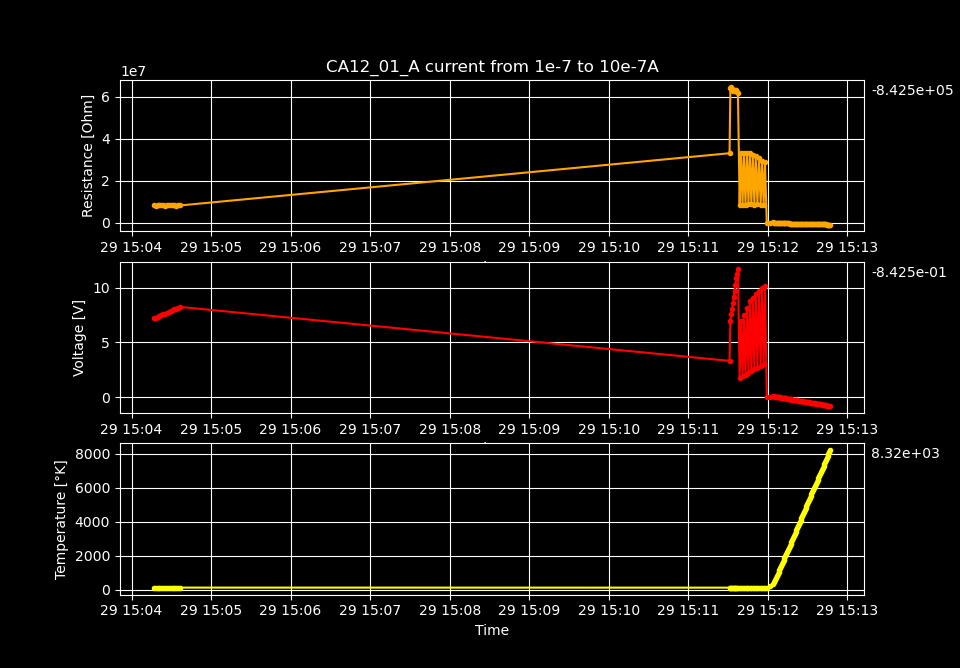 CA12_01_A current from 1e-7 to 10e-7A
1e7
-8.425e+05
Resistance [Ohm]
6
4
2
0
29 15:04 29 15:05 29 15:06 29 15:07 29 15:08 29 15:09 29 15:10 29 15:11 29 15:12 29 15:13
-8.425e-01
Voltage [V]
10
5
0
29 15:04 29 15:05 29 15:06 29 15:07 29 15:08 29 15:09 29 15:10 29 15:11 29 15:12 29 15:13
8.32e+03
Temperature [°K]
8000
6000
4000
2000
0
29 15:04 29 15:05 29 15:06 29 15:07 29 15:08 29 15:09 29 15:10 29 15:11 29 15:12 29 15:13
Time